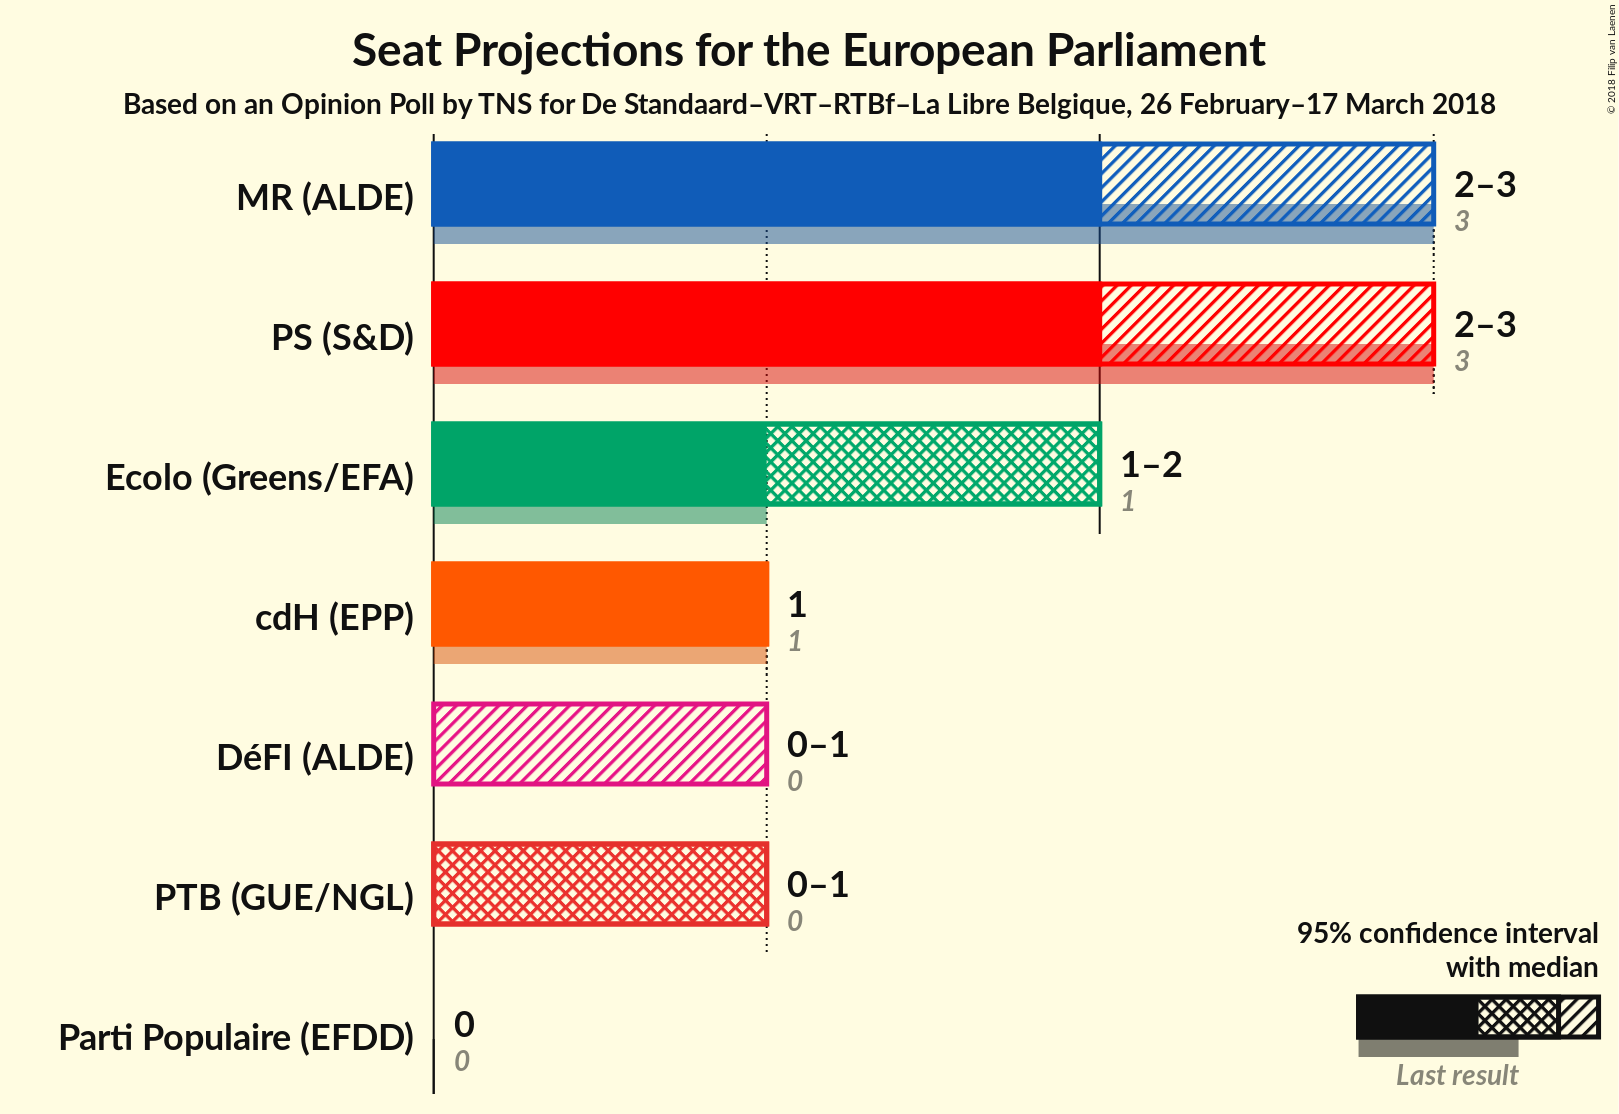 Seat Projections for the European Parliament
Based on an Opinion Poll by TNS for De Standaard–VRT–RTBf–La Libre Belgique, 26 February–17 March 2018
© 2018 Filip van Laenen
MR (ALDE)
2–3
3
PS (S&D)
2–3
3
Ecolo (Greens/EFA)
1–2
1
cdH (EPP)
1
1
DéFI (ALDE)
0–1
0
PTB (GUE/NGL)
0–1
0
Parti Populaire (EFDD)
0
0
95% confidence interval
with median
Last result